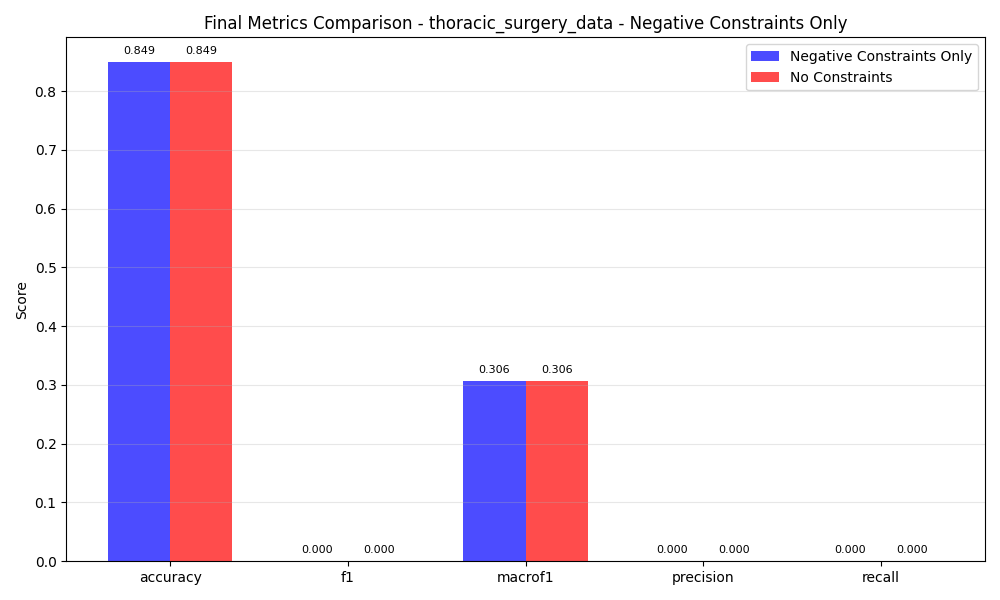 Final Metrics Comparison - thoracic_surgery_data - Negative Constraints Only
Negative Constraints Only
No Constraints
Score
0.8
0.7
0.6
0.5
0.4
0.3
0.2
0.1
0.0
0.849 0.849
0.000 0.000
0.306 0.306
0.000 0.000
0.000 0.000
accuracy f1 macrof1 precision recall